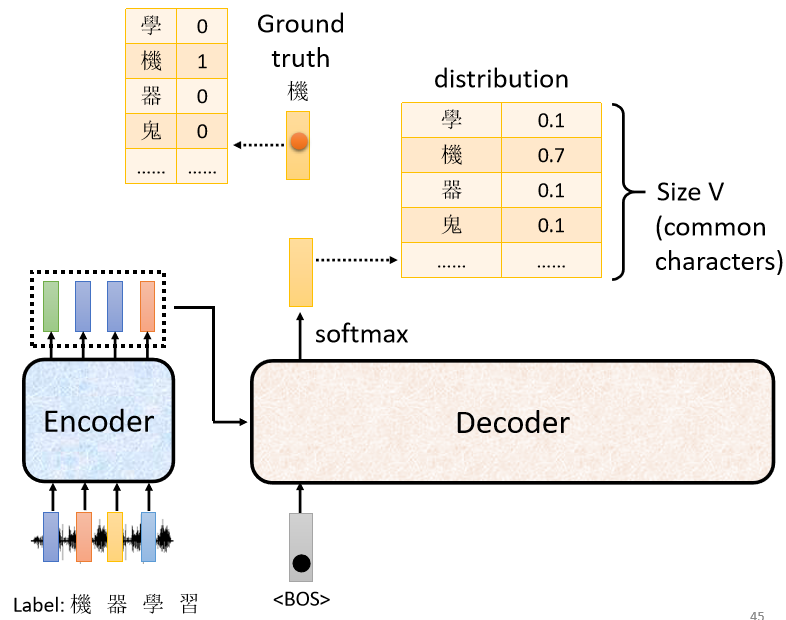 學 0
機 1
器 0
鬼 0
...... ......
Ground
truth
機
distribution
學 0.1
機 0.7
器 0.1
鬼 0.1
...... ......
Size V
(common
characters)
softmax
Encoder
Decoder
Label: 機 器 學 習
<BOS>
45